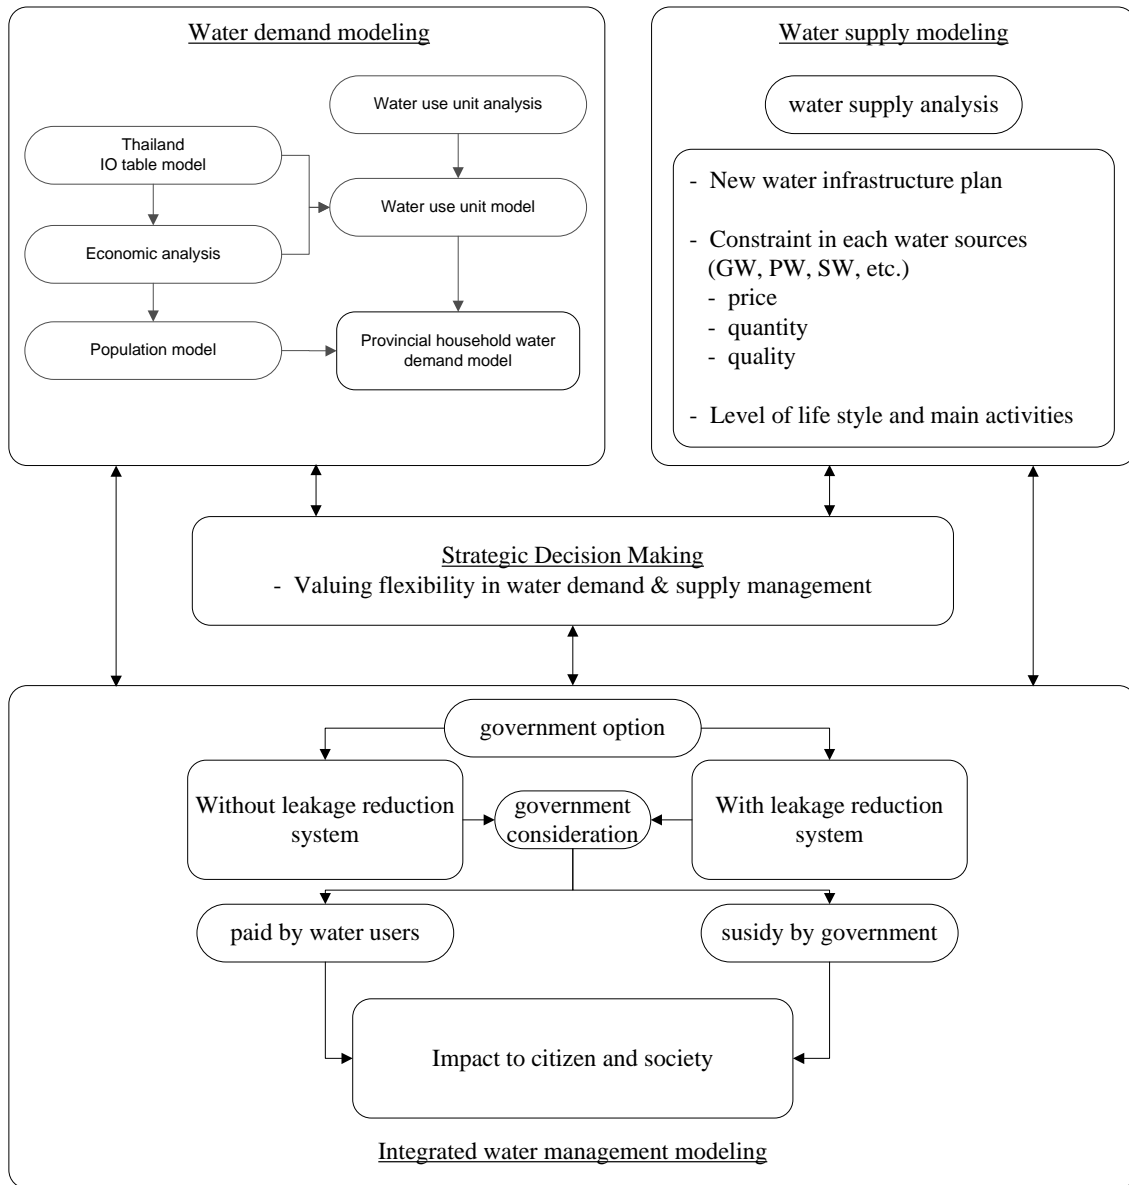 Water demand modeling
Water use unit analysis
Thailand
IO table model
Water use unit model
Economic analysis
Population model
Provincial household water
demand model
Water supply modeling
water supply analysis
- New water infrastructure plan
- Constraint in each water sources
(GW, PW, SW, etc.)
- price
- quantity
- quality
- Level of life style and main activities
Strategic Decision Making
- Valuing flexibility in water demand & supply management
government option
Without leakage reduction
system
government
consideration
With leakage reduction
system
paid by water users
susidy by government
Impact to citizen and society
Integrated water management modeling